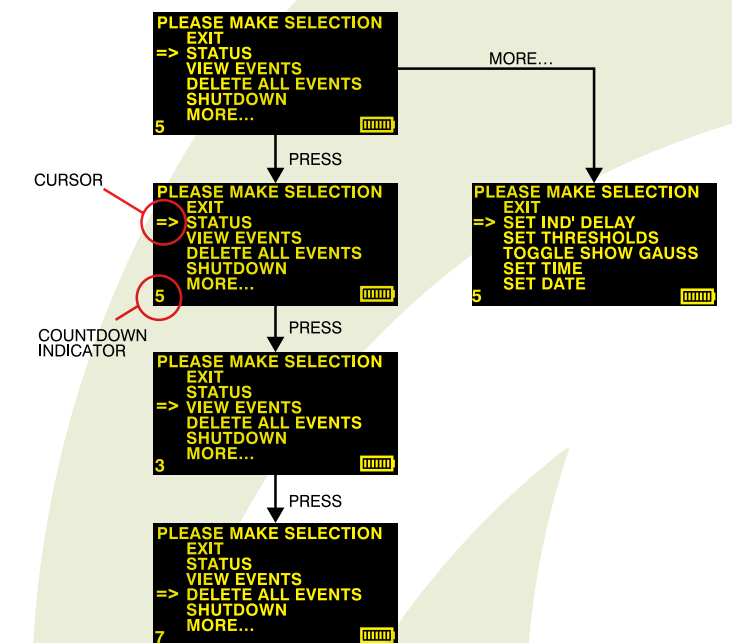 PLEASE MAKE SELECTION
EXIT
=> STATUS
VIEW EVENTS
DELETE ALL EVENTS
SHUTDOWN
MORE...
5
MORE...
PRESS
CURSOR
PLEASE MAKE SELECTION
EXIT
=> STATUS
VIEW EVENTS
DELETE ALL EVENTS
SHUTDOWN
MORE...
5
COUNTDOWN
INDICATOR
PLEASE MAKE SELECTION
EXIT
=> SET IND' DELAY
SET THRESHOLDS
TOGGLE SHOW GAUSS
SET TIME
SET DATE
5
PRESS
PLEASE MAKE SELECTION
EXIT
STATUS
=> VIEW EVENTS
DELETE ALL EVENTS
SHUTDOWN
MORE...
3
PRESS
PLEASE MAKE SELECTION
EXIT
STATUS
VIEW EVENTS
=> DELETE ALL EVENTS
SHUTDOWN
MORE...
7